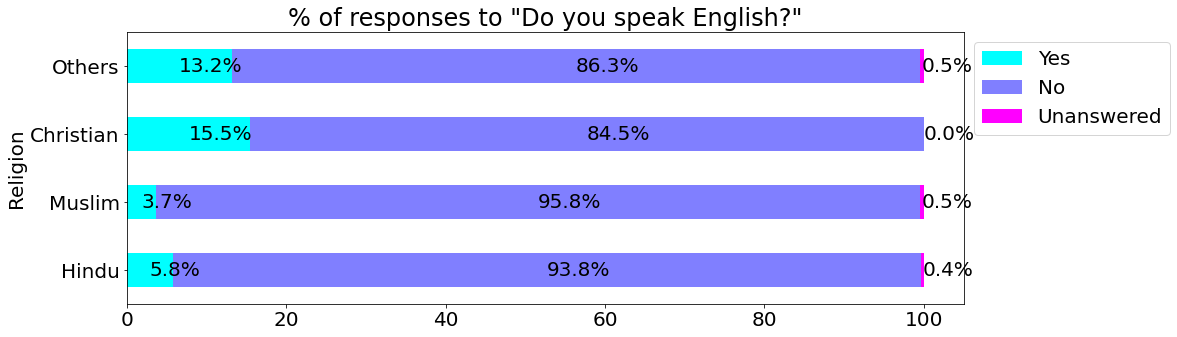 % of responses to "Do you speak English?"
Religion
Others 13.2% 86.3% 0.5%
Christian 15.5% 84.5% 0.0%
Muslim 3.7% 95.8% 0.5%
Hindu 5.8% 93.8% 0.4%
0 20 40 60 80 100
Yes
No
Unanswered